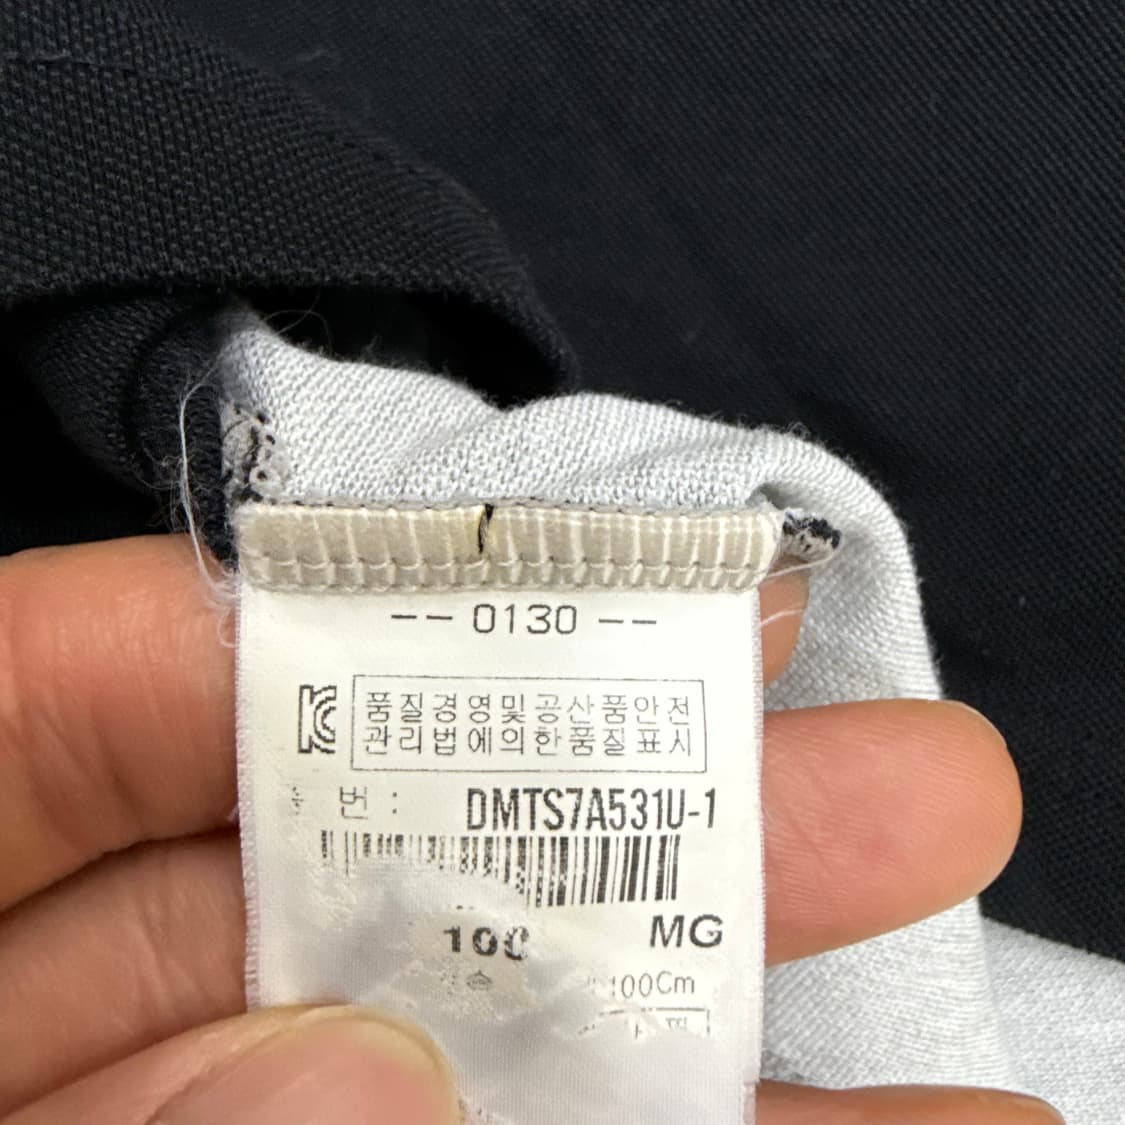 -- 0130 --
품질경영및공산품안전
관리법에의한품질표시
번 : DMTS7A531U-1
100 MG
100Cm